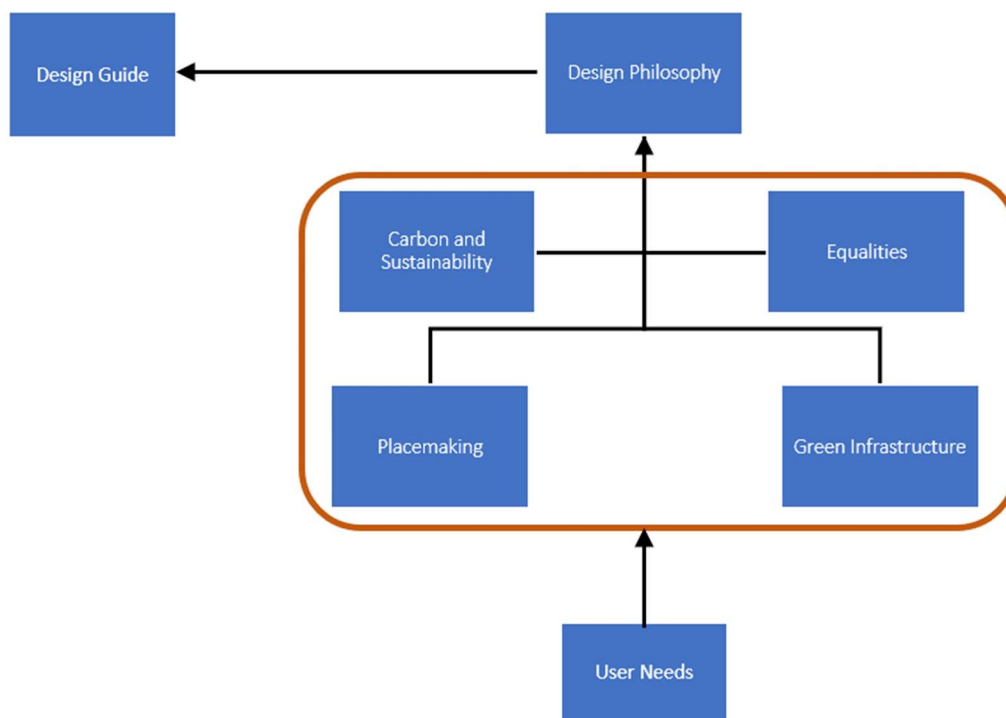 Design Guide
Design Philosophy
Carbon and
Sustainability
Equalities
Placemaking
Green Infrastructure
User Needs